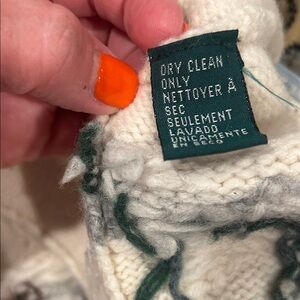 DRY CLEAN
ONLY
NETTOYER À
SEC
SEULEMENT
LAVADO
UNICAMENTE
EN SECO